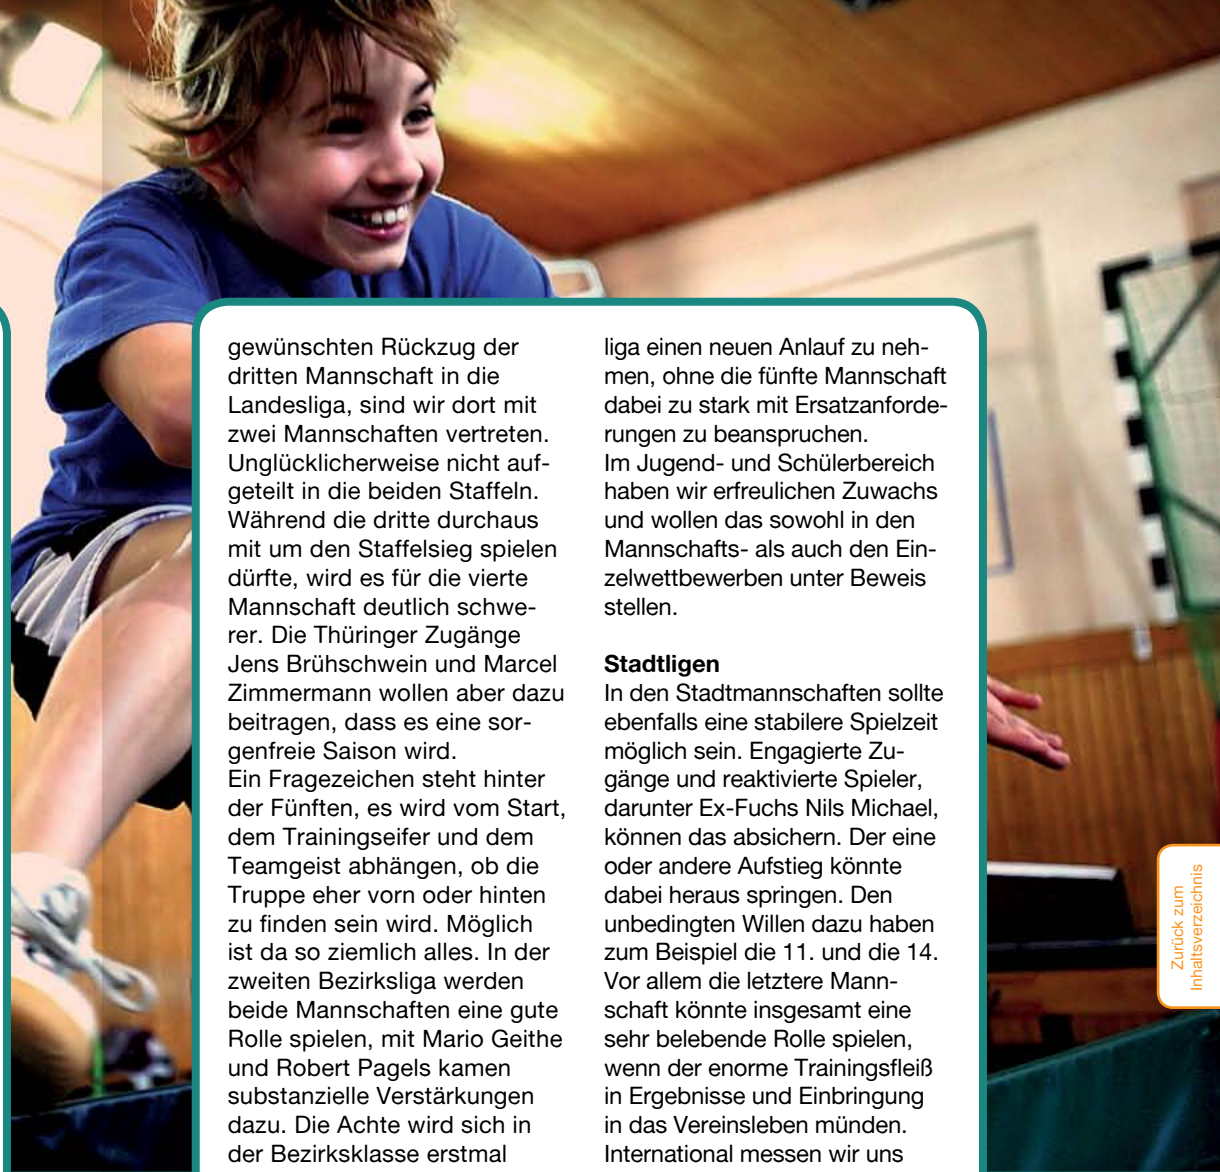 gewünschten Rückzug der
dritten Mannschaft in die
Landesliga, sind wir dort mit
zwei Mannschaften vertreten.
Unglücklicherweise nicht auf-
geteilt in die beiden Staffeln.
Während die dritte durchaus
mit um den Staffelsieg spielen
dürfte, wird es für die vierte
Mannschaft deutlich schwe-
rer. Die Thüringer Zugänge
Jens Brühschwein und Marcel
Zimmermann wollen aber dazu
beitragen, dass es eine sor-
genfreie Saison wird.
Ein Fragezeichen steht hinter
der Fünften, es wird vom Start,
dem Trainingseifer und dem
Teamgeist abhängen, ob die
Truppe eher vorn oder hinten
zu finden sein wird. Möglich
ist da so ziemlich alles. In der
zweiten Bezirksliga werden
beide Mannschaften eine gute
Rolle spielen, mit Mario Geithe
und Robert Pagels kamen
substanzielle Verstärkungen
dazu. Die Achte wird sich in
der Bezirksklasse erstmal
liga einen neuen Anlauf zu neh-
men, ohne die fünfte Mannschaft
dabei zu stark mit Ersatzanforde-
rungen zu beanspruchen.
Im Jugend- und Schülerbereich
haben wir erfreulichen Zuwachs
und wollen das sowohl in den
Mannschafts- als auch den Ein-
zelwettbewerben unter Beweis
stellen.
Stadtligen
In den Stadtmannschaften sollte
ebenfalls eine stabilere Spielzeit
möglich sein. Engagierte Zu-
gänge und reaktivierte Spieler,
darunter Ex-Fuchs Nils Michael,
können das absichern. Der eine
oder andere Aufstieg könnte
dabei heraus springen. Den
unbedingten Willen dazu haben
zum Beispiel die 11. und die 14.
Vor allem die letztere Mann-
schaft könnte insgesamt eine
sehr belebende Rolle spielen,
wenn der enorme Trainingsfleiß
in Ergebnisse und Einbringung
in das Vereinsleben münden.
International messen wir uns
Zurück zum
Inhaltsverzeichnis